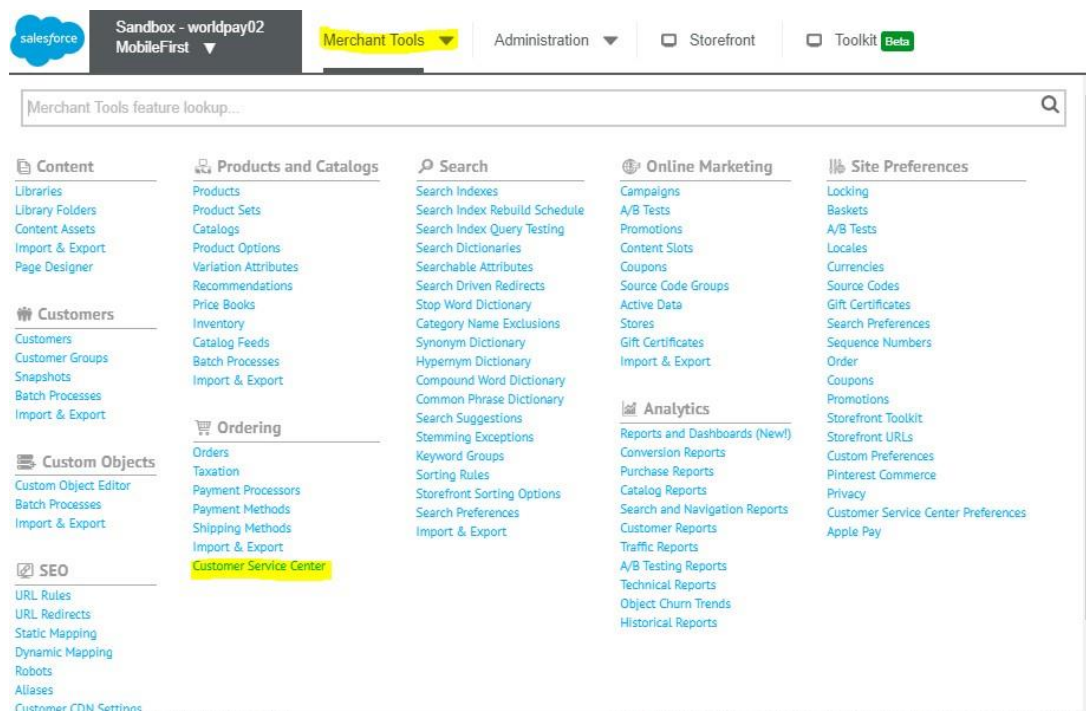 salesforce
Sandbox - worldpay02
MobileFirst
Merchant Tools
Administration
Storefront
Toolkit Beta
Merchant Tools feature lookup...
Content
Libraries
Library Folders
Content Assets
Import & Export
Page Designer
Customers
Customers
Customer Groups
Snapshots
Batch Processes
Import & Export
Custom Objects
Custom Object Editor
Batch Processes
Import & Export
SEO
URL Rules
URL Redirects
Static Mapping
Dynamic Mapping
Robots
Aliases
Customer CDN Settings
Products and Catalogs
Products
Product Sets
Catalogs
Product Options
Variation Attributes
Recommendations
Price Books
Inventory
Catalog Feeds
Batch Processes
Import & Export
Ordering
Orders
Taxation
Payment Processors
Payment Methods
Shipping Methods
Import & Export
Customer Service Center
Search
Search Indexes
Search Index Rebuild Schedule
Search Index Query Testing
Search Dictionaries
Searchable Attributes
Search Driven Redirects
Stop Word Dictionary
Category Name Exclusions
Synonym Dictionary
Hypernym Dictionary
Compound Word Dictionary
Common Phrase Dictionary
Search Suggestions
Stemming Exceptions
Keyword Groups
Sorting Rules
Storefront Sorting Options
Search Preferences
Import & Export
Online Marketing
Campaigns
A/B Tests
Promotions
Content Slots
Coupons
Source Code Groups
Active Data
Stores
Gift Certificates
Import & Export
Analytics
Reports and Dashboards (New!)
Conversion Reports
Purchase Reports
Catalog Reports
Search and Navigation Reports
Customer Reports
Traffic Reports
A/B Testing Reports
Technical Reports
Object Churn Trends
Historical Reports
Site Preferences
Locking
Baskets
A/B Tests
Locales
Currencies
Source Codes
Gift Certificates
Search Preferences
Sequence Numbers
Order
Coupons
Promotions
Storefront Toolkit
Storefront URLs
Custom Preferences
Pinterest Commerce
Privacy
Customer Service Center Preferences
Apple Pay